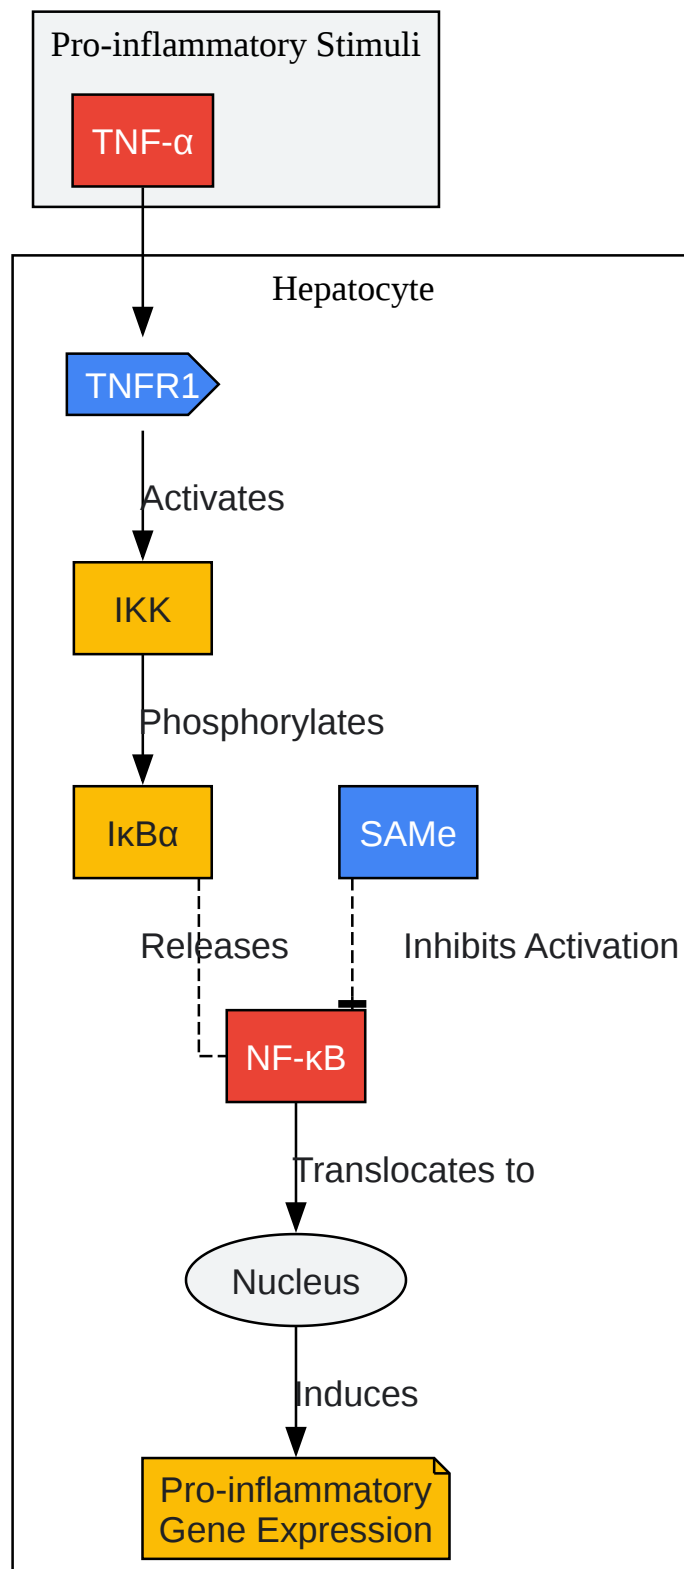 Pro-inflammatory Stimuli
TNF-α
Hepatocyte
TNFR1
Activates
IKK
Phosphorylates
IκBα
SAMe
Releases
Inhibits Activation
NF-κB
Translocates to
Nucleus
Induces
Pro-inflammatory
Gene Expression